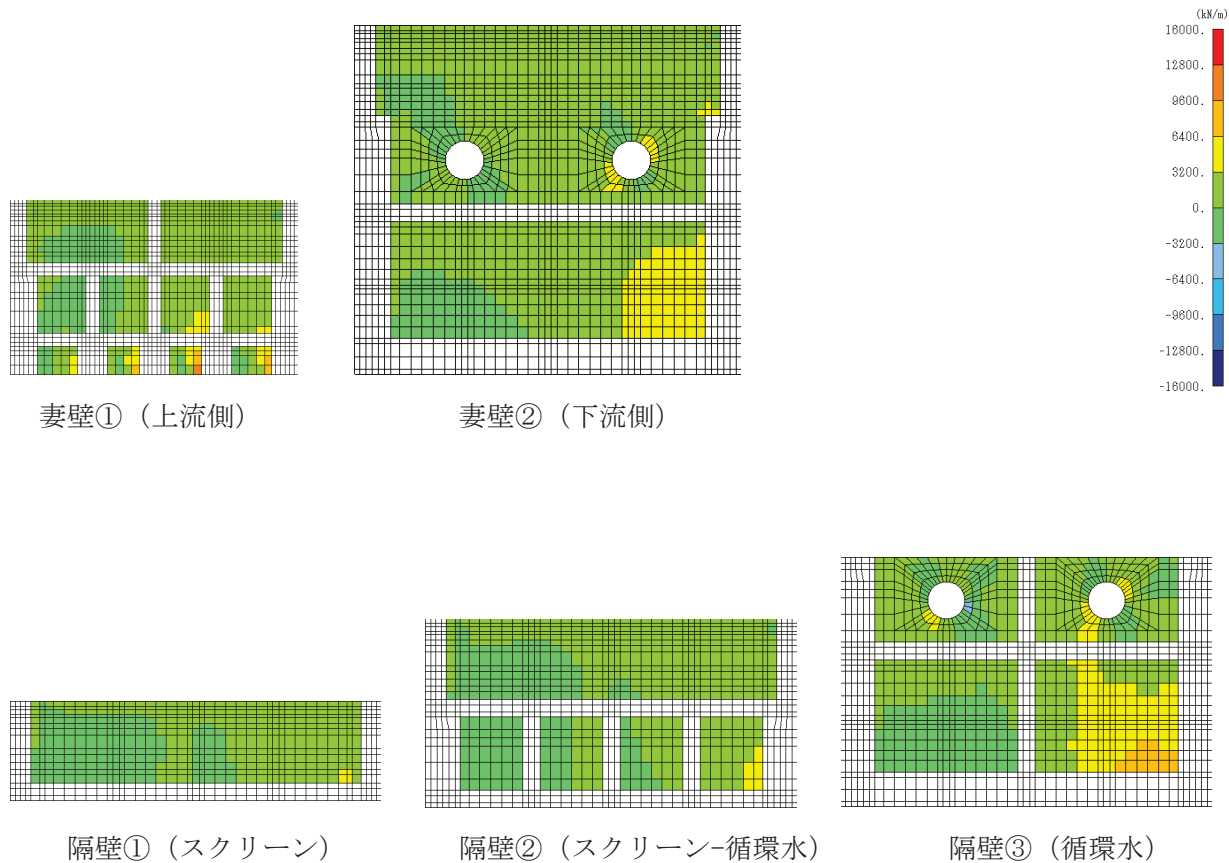 (kN/m)
16000.
12800.
9600.
6400.
3200.
0.
-3200.
-6400.
-9600.
-12800.
-16000.
妻壁①（上流側）
妻壁②（下流側）
隔壁①（スクリーン）
隔壁②（スクリーン-循環水）
隔壁③（循環水）